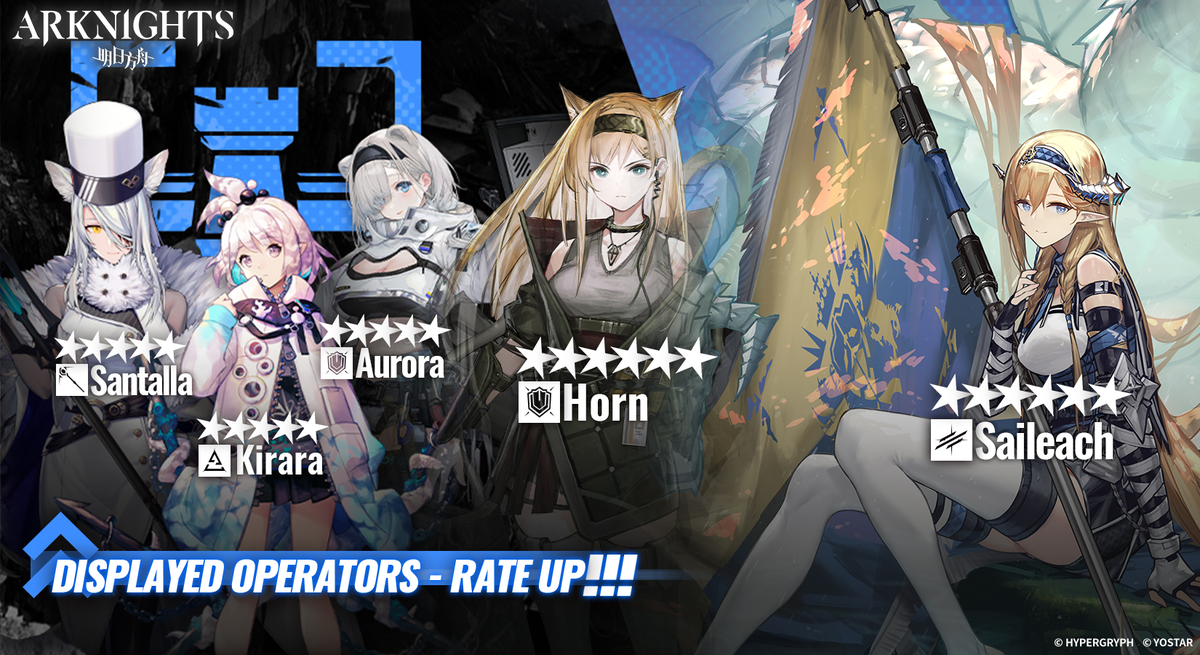 ARKNIGHTS
明日方舟
Aurora
Santalla
Horn
Kirara
Saileach
DISPLAYED OPERATORS - RATE UP!!!
© HYPERGRYPH © YOSTAR